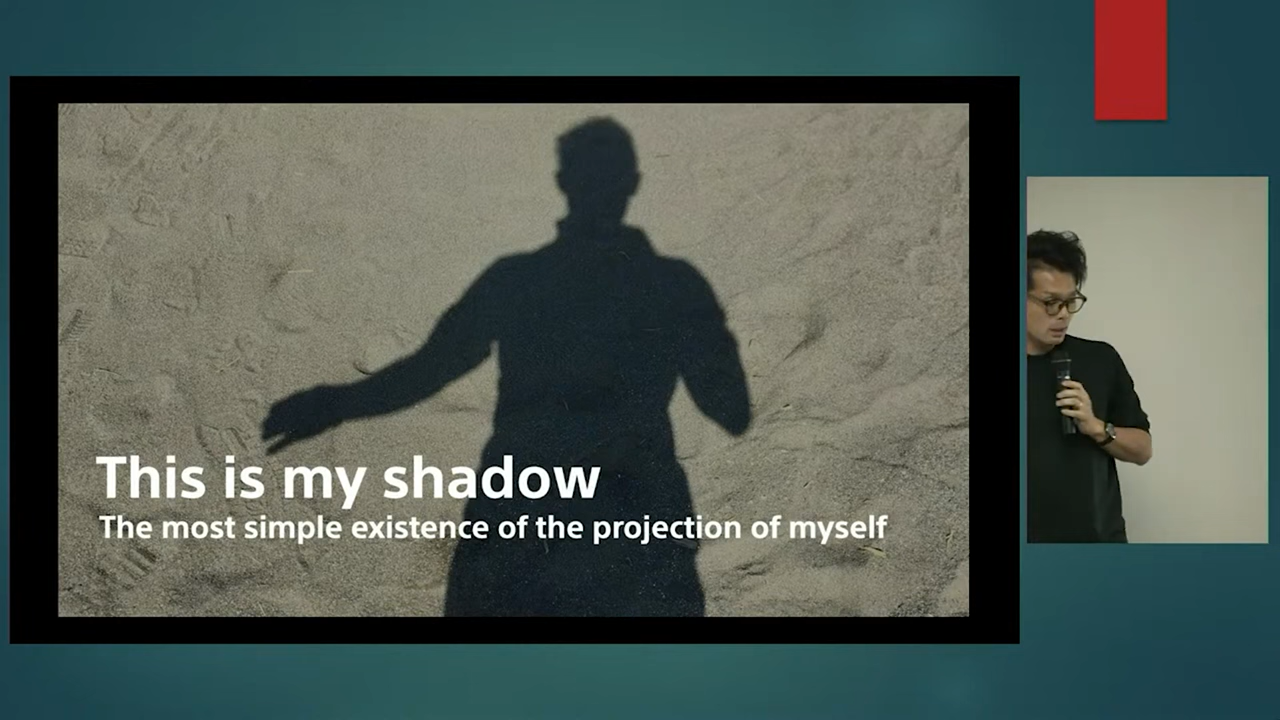 This is my shadow
The most simple existence of the projection of myself